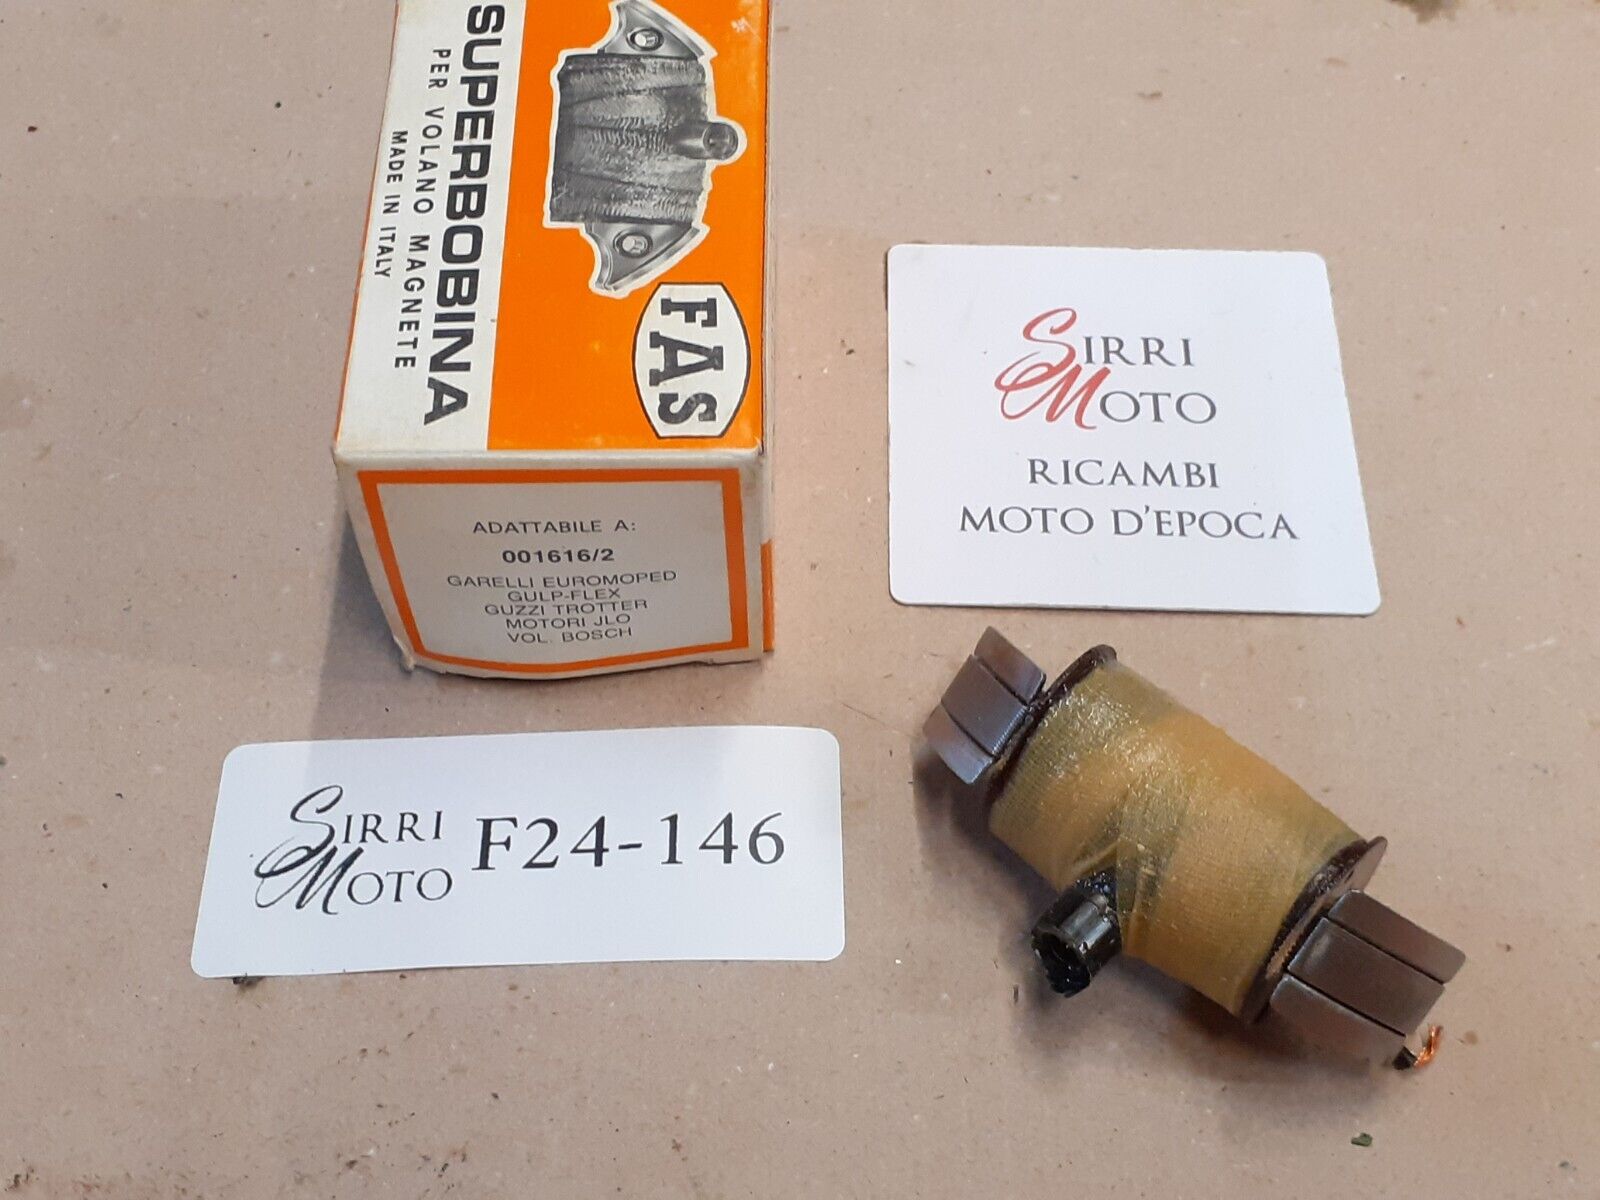 SUPERBOBINA
PER VOLANO MAGNETE
MADE IN ITALY
FAS
ADATTABILE A:
001616/2
GARELLI EUROMOPED
GULP-FLEX
GUZZI TROTTER
MOTORI JLO
VOL. BOSCH
SIRRI
MOTO
RICAMBI
MOTO D'EPOCA
SIRRI
MOTO
F24-146